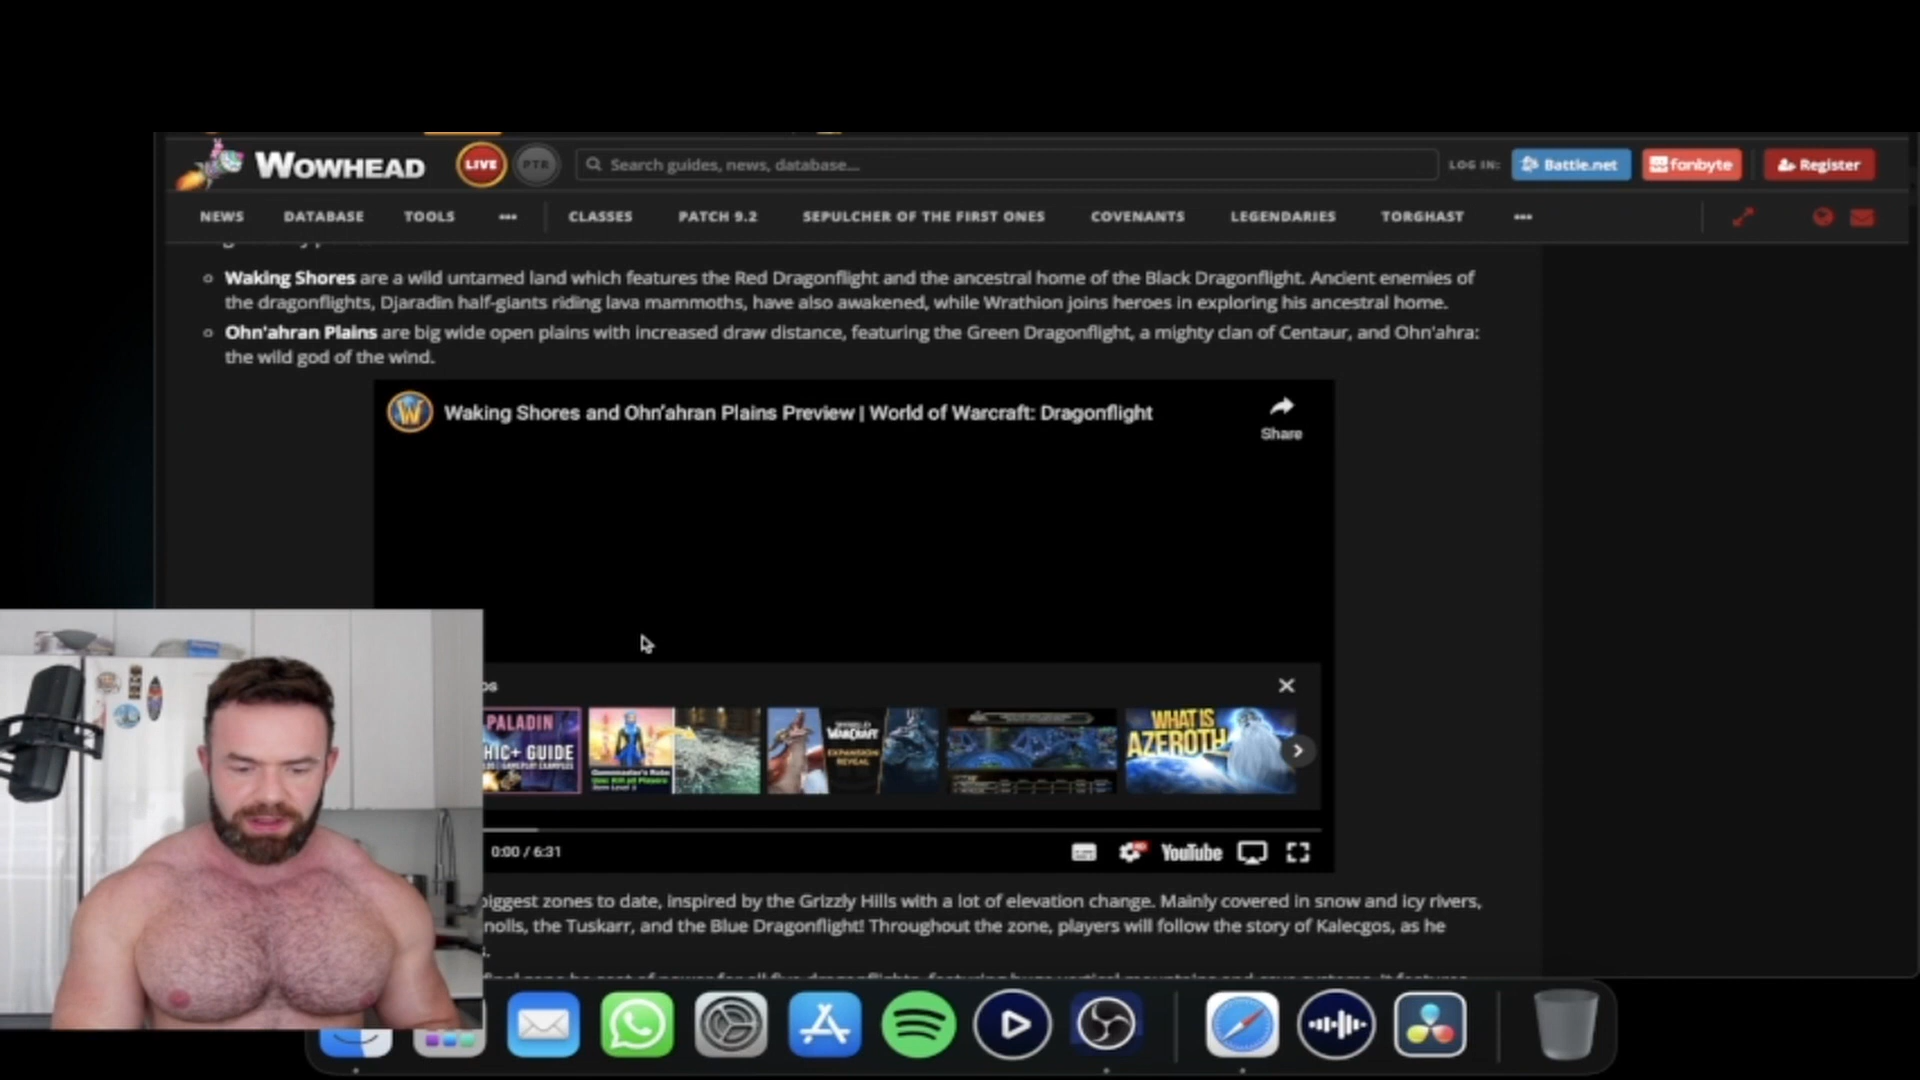 WOWHEAD
LIVE
PTR
Search guides, news, database...
LOG IN:
Battle.net
fanbyte
Register
NEWS
DATABASE
TOOLS
CLASSES
PATCH 9.2
SEPULCHER OF THE FIRST ONES
COVENANTS
LEGENDARIES
TORGHAST
Waking Shores are a wild untamed land which features the Red Dragonflight and the ancestral home of the Black Dragonflight. Ancient enemies of
the dragonflights, Djaradin half-giants riding lava mammoths, have also awakened, while Wrathion joins heroes in exploring his ancestral home.
Ohn'ahran Plains are big wide open plains with increased draw distance, featuring the Green Dragonflight, a mighty clan of Centaur, and Ohn'ahra:
the wild god of the wind.
Waking Shores and Ohn'ahran Plains Preview | World of Warcraft: Dragonflight
Share
os
PALADIN
HIC+ GUIDE
WARCRAFT
EXPANSION
REVEAL
WHAT IS
AZEROTH
0:00 / 6:31
YouTube
iggest zones to date, inspired by the Grizzly Hills with a lot of elevation change. Mainly covered in snow and icy rivers,
nolls, the Tuskarr, and the Blue Dragonflight! Throughout the zone, players will follow the story of Kalecgos, as he